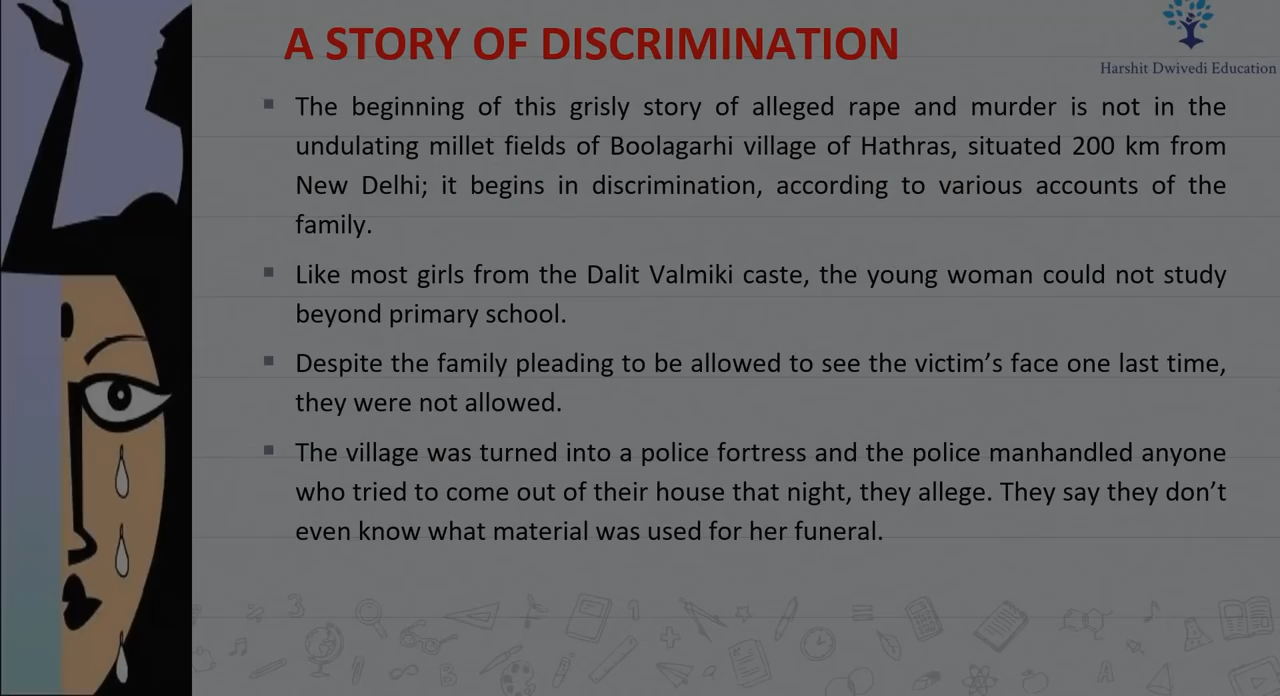 A STORY OF DISCRIMINATION
Harshit Dwivedi Education
The beginning of this grisly story of alleged rape and murder is not in the
undulating millet fields of Boolagarhi village of Hathras, situated 200 km from
New Delhi; it begins in discrimination, according to various accounts of the
family.
Like most girls from the Dalit Valmiki caste, the young woman could not study
beyond primary school.
Despite the family pleading to be allowed to see the victim’s face one last time,
they were not allowed.
The village was turned into a police fortress and the police manhandled anyone
who tried to come out of their house that night, they allege. They say they don’t
even know what material was used for her funeral.